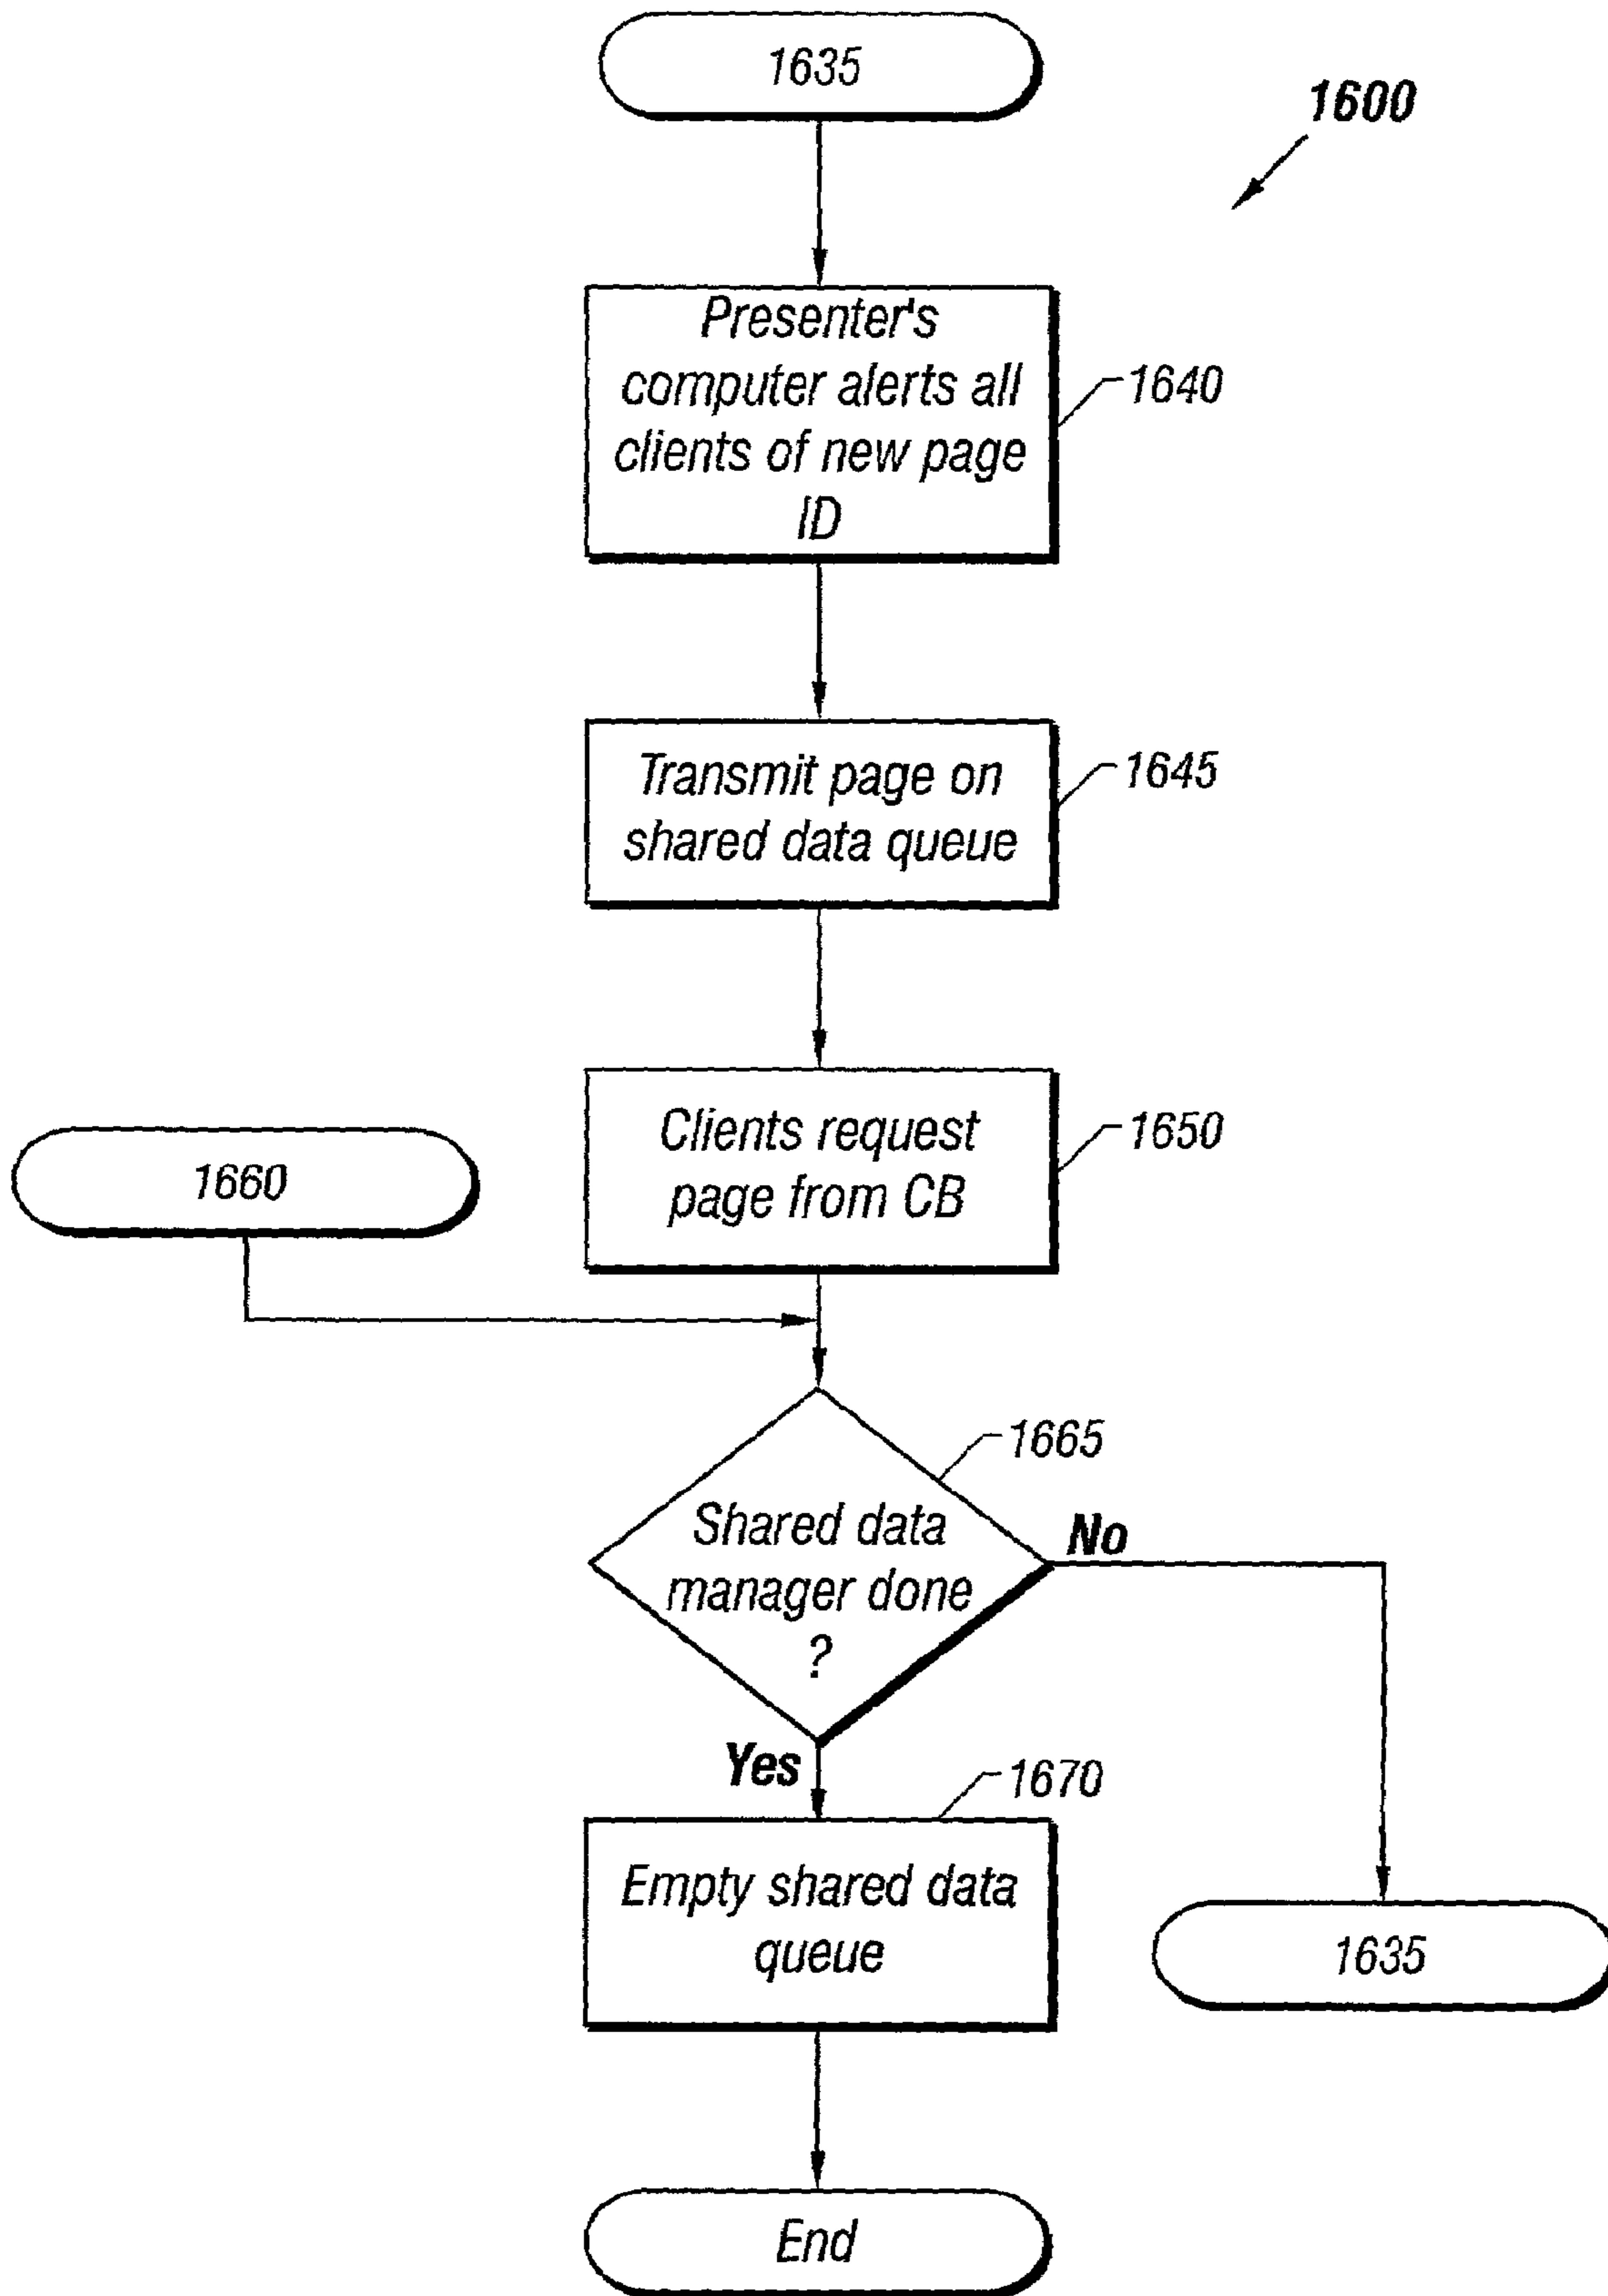 1635
1600
Presenter's
computer alerts all
clients of new page
ID
1640
Transmit page on
shared data queue
1645
Clients request
page from CB
1650
1660
1665
Shared data
manager done
?
No
Yes
1670
Empty shared data
queue
1635
End